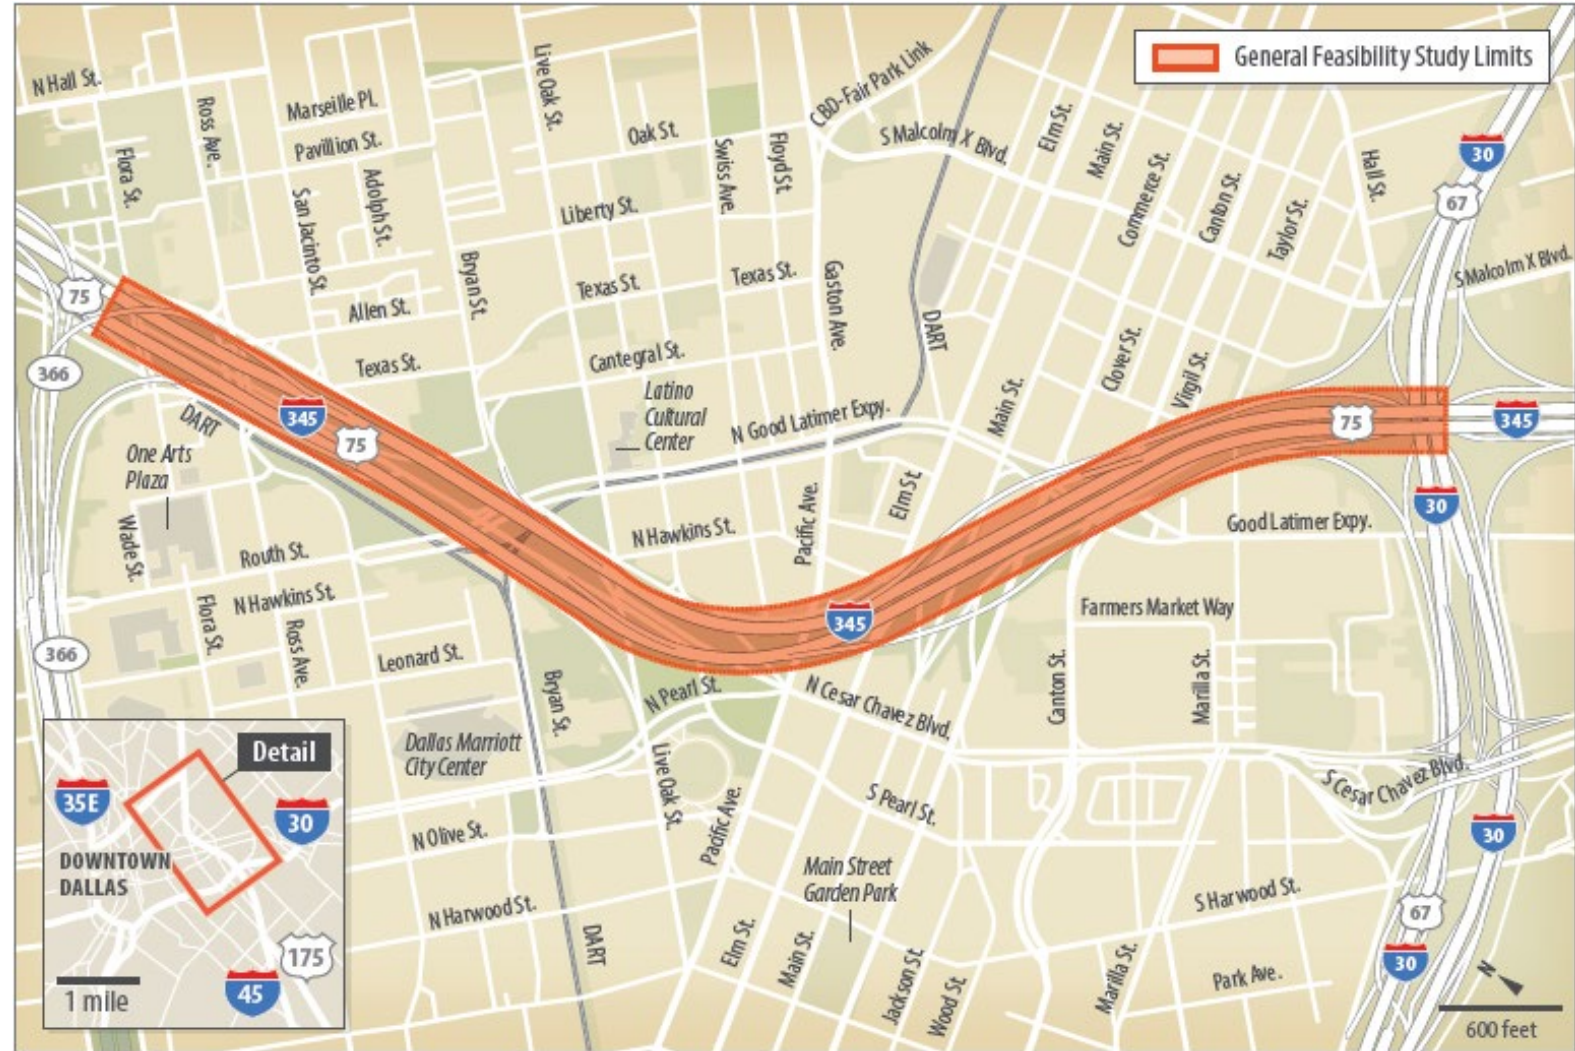 General Feasibility Study Limits
N Hall St.
Ross Ave.
Marseille Pl.
Pavillion St.
Flora St.
San Jacinto St.
Adolph St.
Live Oak St.
Oak St.
Swiss Ave.
Floyd St.
CBD-Fair Park Link
S Malcolm X Blvd.
Elm St.
Main St.
Commerce St.
Canton St.
Taylor St.
Hall St.
30
67
S Malcolm X Blvd.
Liberty St.
Bryan St.
Texas St.
Texas St.
Gaston Ave.
DART
75
Allen St.
366
Texas St.
Cantegral St.
Latino
Cultural
Center
N Good Latimer Expy.
Main St.
Clover St.
Virgil St.
345
75
75
345
DART
One Arts
Plaza
Wade St.
Routh St.
N Hawkins St.
Pacific Ave.
Elm St.
30
Good Latimer Expy.
N Hawkins St.
Flora St.
Ross Ave.
345
Farmers Market Way
366
Leonard St.
Bryan St.
N Pearl St.
N Cesar Chavez Blvd.
Canton St.
Marilla St.
Dallas Marriott
City Center
Live Oak St.
Pacific Ave.
S Pearl St.
S Cesar Chavez Blvd.
30
N Olive St.
Main Street
Garden Park
N Harwood St.
S Harwood St.
DART
Elm St.
Main St.
Jackson St.
Wood St.
Marilla St.
Park Ave.
67
30
N
600 feet
Detail
35E
30
DOWNTOWN
DALLAS
175
45
1 mile